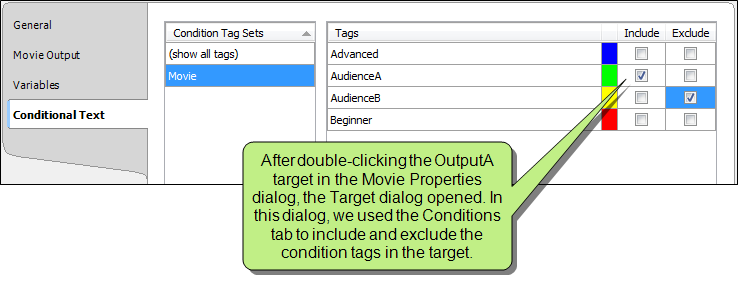 General
Movie Output
Variables
Conditional Text
Condition Tag Sets
(show all tags)
Movie
Tags Include Exclude
Advanced
AudienceA
AudienceB
Beginner
After double-clicking the OutputA
target in the Movie Properties
dialog, the Target dialog opened. In
this dialog, we used the Conditions
tab to include and exclude the
condition tags in the target.